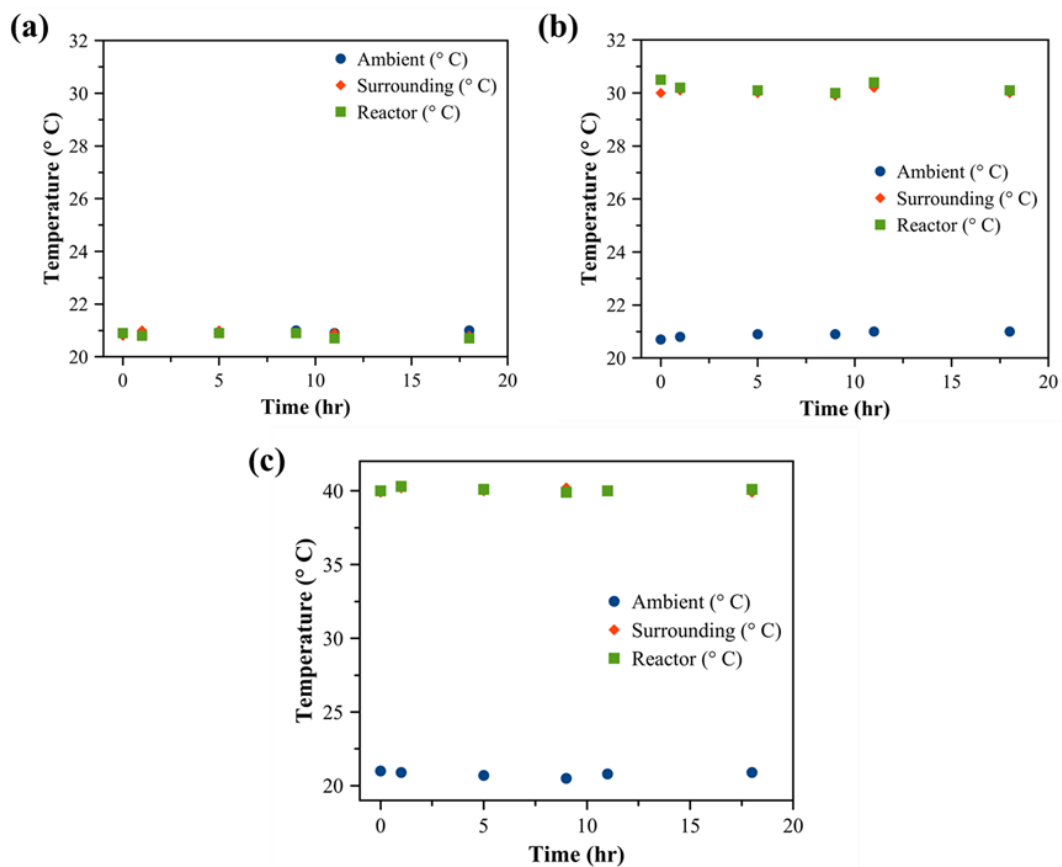 (a)
32
30
28
26
24
22
20
Temperature (° C)
Ambient (° C)
Surrounding (° C)
Reactor (° C)
0 5 10 15 20
Time (hr)
(b)
32
30
28
26
24
22
20
Temperature (° C)
Ambient (° C)
Surrounding (° C)
Reactor (° C)
0 5 10 15 20
Time (hr)
(c)
40
35
30
25
20
Temperature (° C)
Ambient (° C)
Surrounding (° C)
Reactor (° C)
0 5 10 15 20
Time (hr)